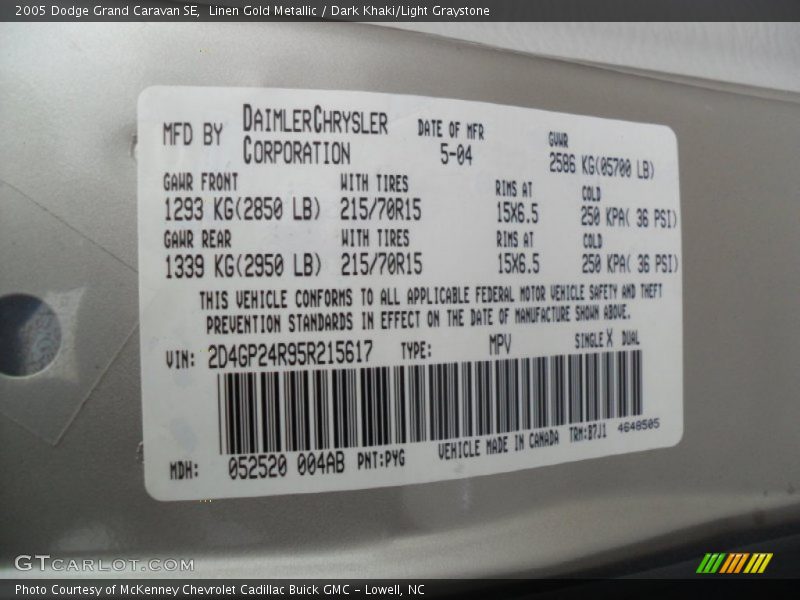 2005 Dodge Grand Caravan SE, Linen Gold Metallic / Dark Khaki/Light Graystone
MFD BY DAIMLERCHRYSLER CORPORATION DATE OF MFR 5-04 GVWR 2586 KG(05700 LB)
GAWR FRONT WITH TIRES RIMS AT COLD
1293 KG(2850 LB) 215/70R15 15X6.5 250 KPA( 36 PSI)
GAWR REAR WITH TIRES RIMS AT COLD
1339 KG(2950 LB) 215/70R15 15X6.5 250 KPA( 36 PSI)
THIS VEHICLE CONFORMS TO ALL APPLICABLE FEDERAL MOTOR VEHICLE SAFETY AND THEFT
PREVENTION STANDARDS IN EFFECT ON THE DATE OF MANUFACTURE SHOWN ABOVE.
VIN: 2D4GP24R95R215617 TYPE: MPV SINGLE X DUAL
MDH: 052520 004AB PNT:PYG VEHICLE MADE IN CANADA TRM:B7J1 4648505
GTCarLot.com
Photo Courtesy of McKenney Chevrolet Cadillac Buick GMC - Lowell, NC